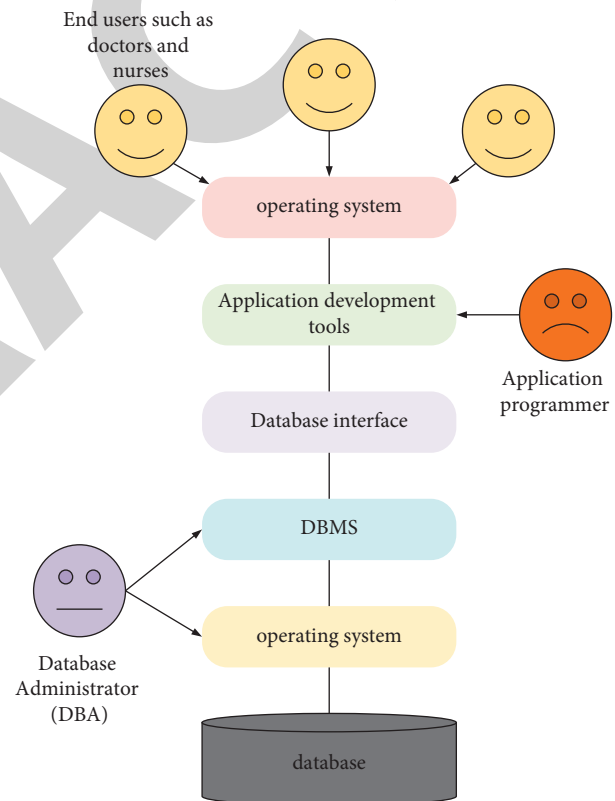 End users such as
doctors and
nurses
operating system
Application development
tools
Application
programmer
Database interface
DBMS
operating system
Database
Administrator
(DBA)
database